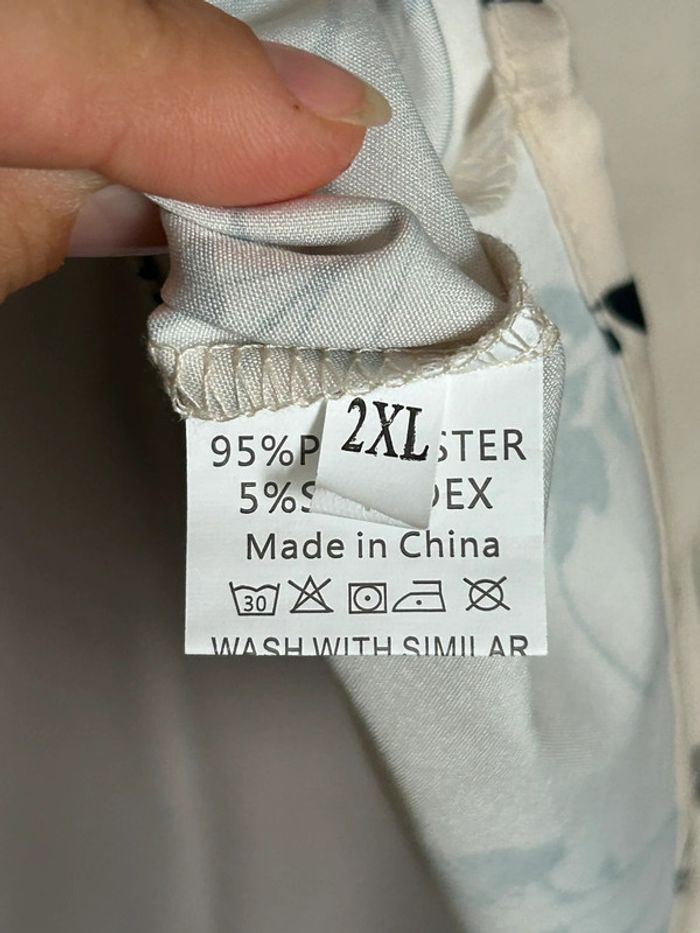 2XL
95%P STER
5%S DEX
Made in China
30
WASH WITH SIMILAR